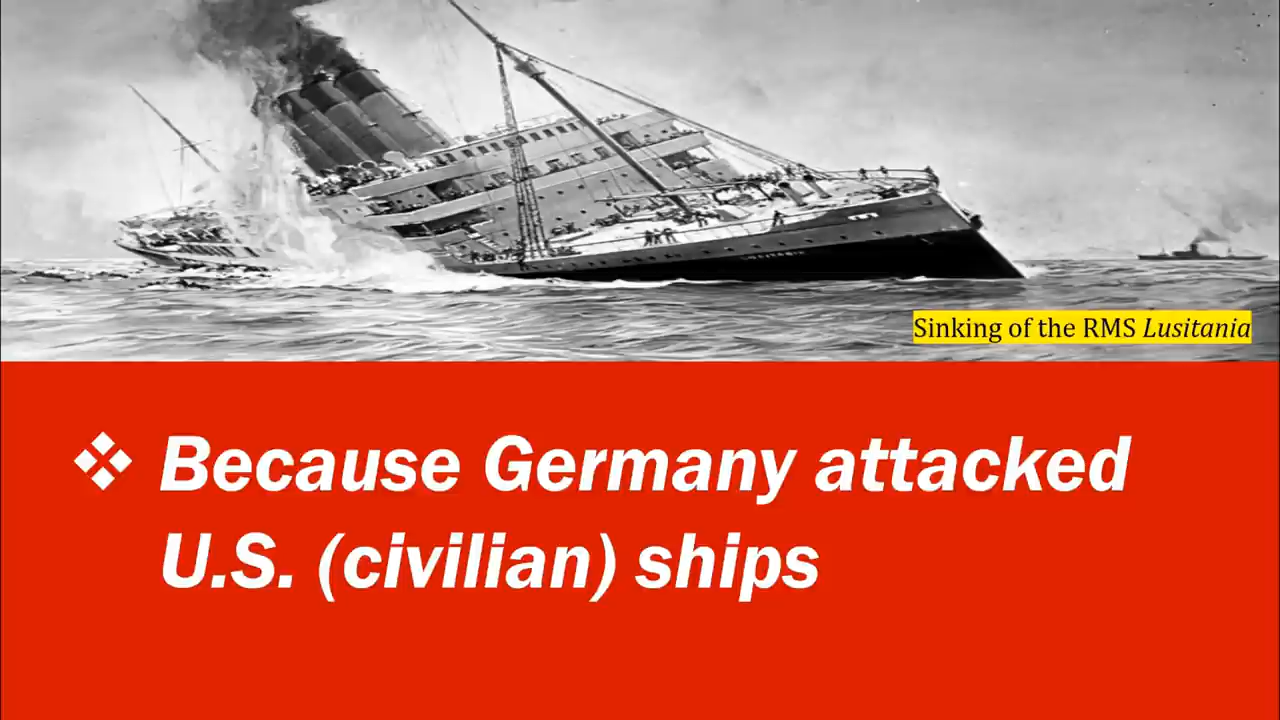 Sinking of the RMS Lusitania
❖ Because Germany attacked
U.S. (civilian) ships